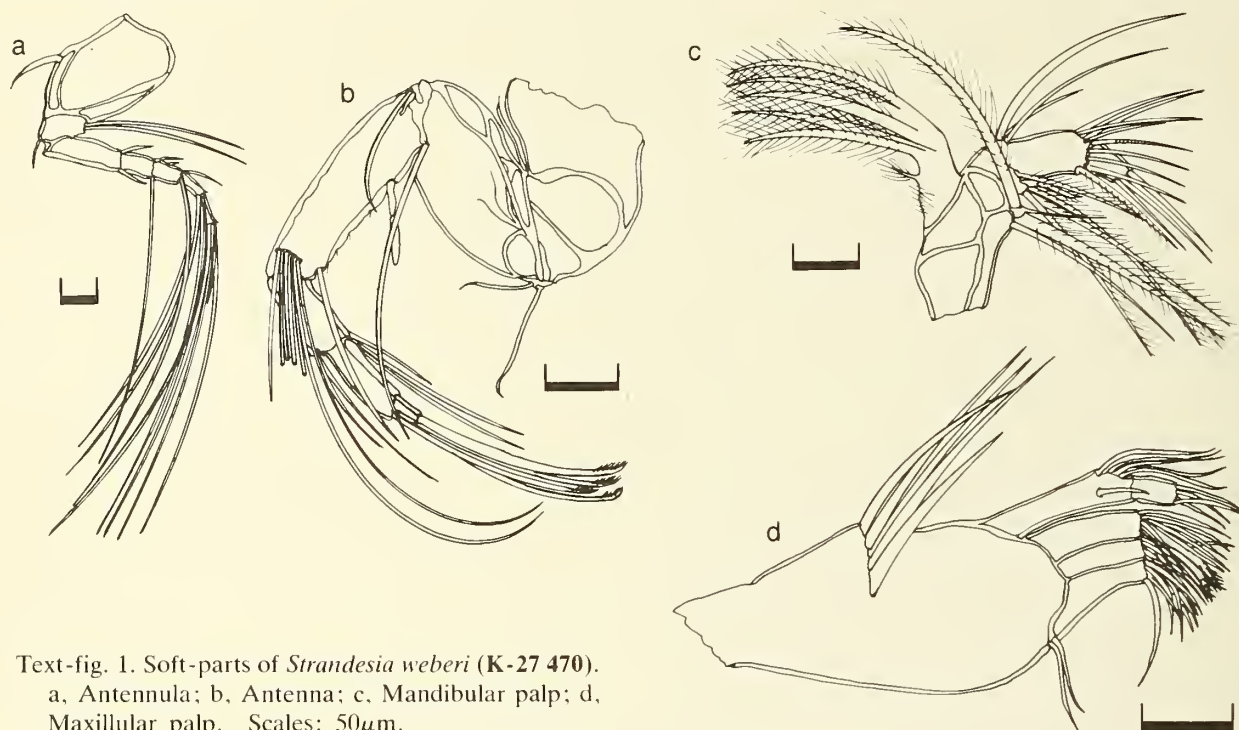 a
b
c
d
Text-fig. 1. Soft-parts of Strandesia weberi (K-27 470).
a, Antennula; b, Antenna; c, Mandibular palp; d,
Maxillular palp. Scales: 50μm.